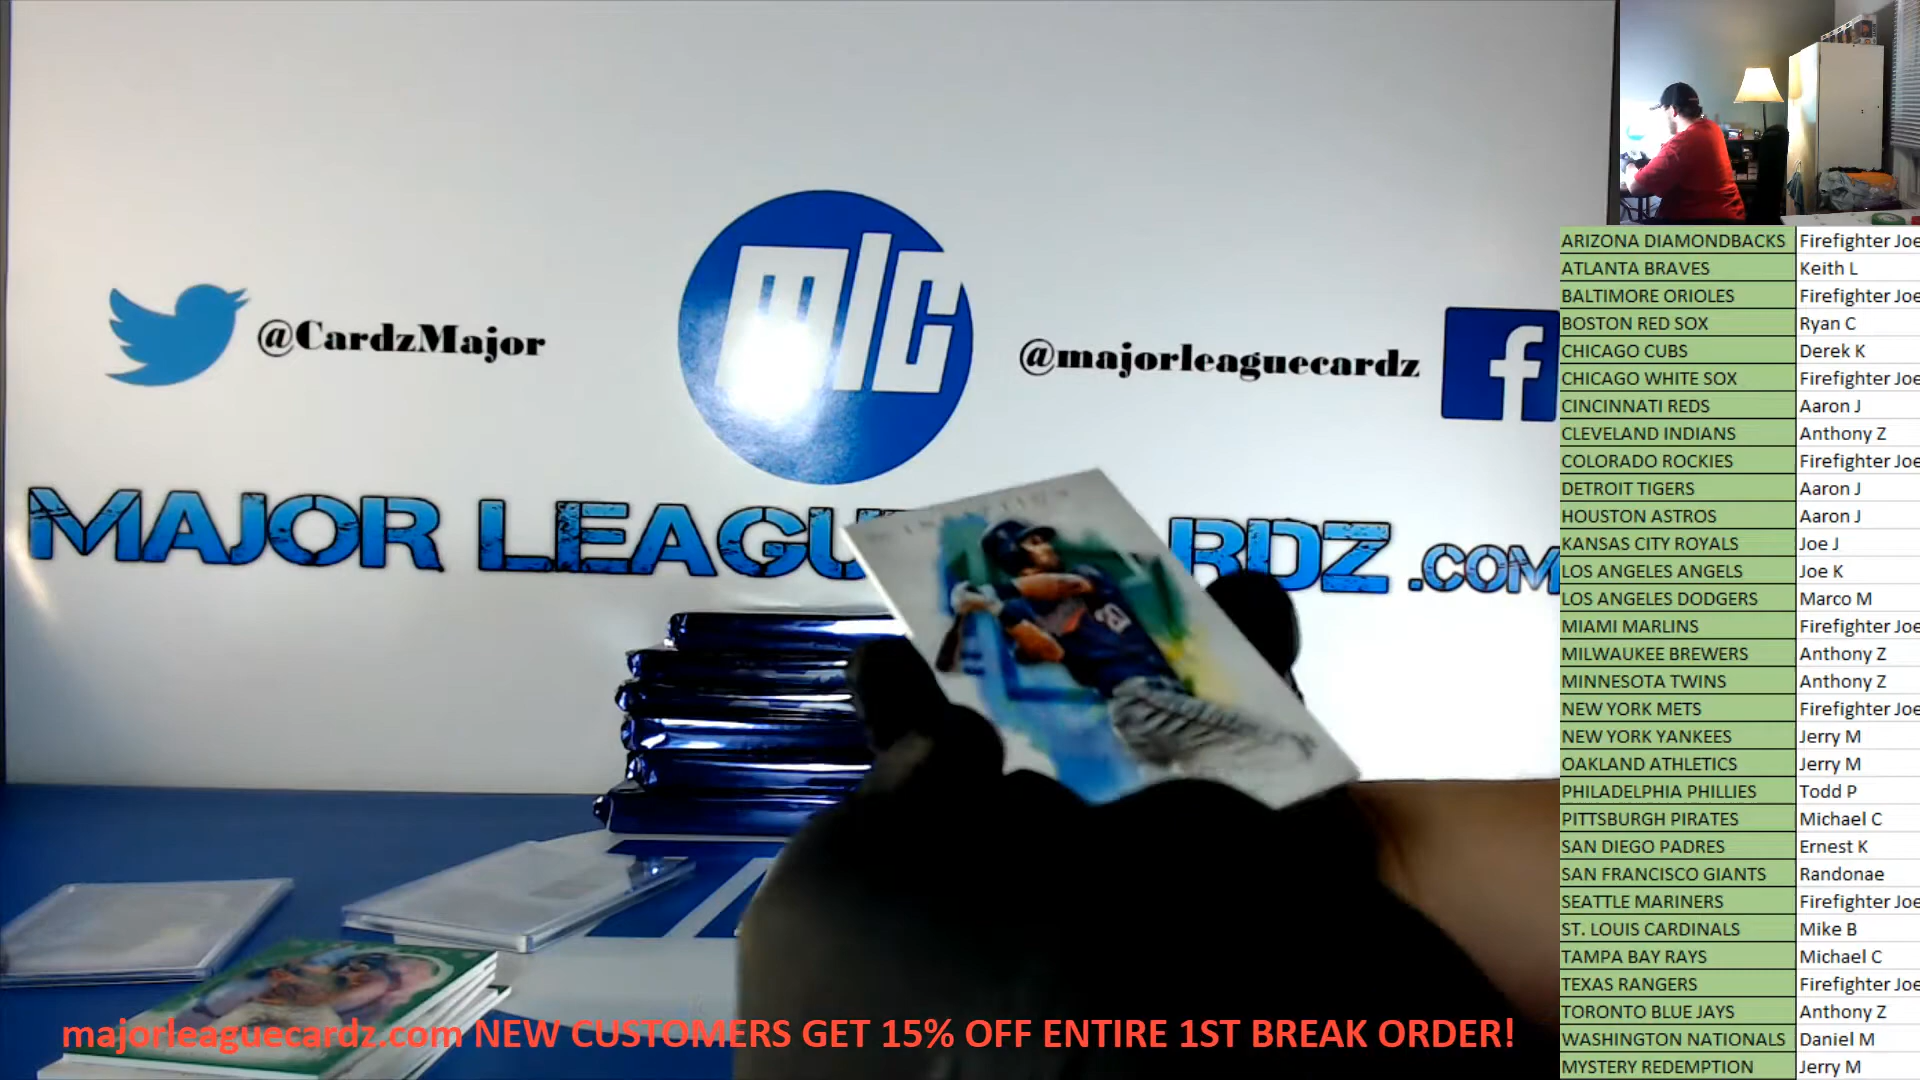 @CardzMajor
mlc
@majorleaguecardz
f
MAJOR LEAGU RDZ .COM
majorleaguecardz.com NEW CUSTOMERS GET 15% OFF ENTIRE 1ST BREAK ORDER!
ARIZONA DIAMONDBACKS Firefighter Joe
ATLANTA BRAVES Keith L
BALTIMORE ORIOLES Firefighter Joe
BOSTON RED SOX Ryan C
CHICAGO CUBS Derek K
CHICAGO WHITE SOX Firefighter Joe
CINCINNATI REDS Aaron J
CLEVELAND INDIANS Anthony Z
COLORADO ROCKIES Firefighter Joe
DETROIT TIGERS Aaron J
HOUSTON ASTROS Aaron J
KANSAS CITY ROYALS Joe J
LOS ANGELES ANGELS Joe K
LOS ANGELES DODGERS Marco M
MIAMI MARLINS Firefighter Joe
MILWAUKEE BREWERS Anthony Z
MINNESOTA TWINS Anthony Z
NEW YORK METS Firefighter Joe
NEW YORK YANKEES Jerry M
OAKLAND ATHLETICS Jerry M
PHILADELPHIA PHILLIES Todd P
PITTSBURGH PIRATES Michael C
SAN DIEGO PADRES Ernest K
SAN FRANCISCO GIANTS Randonae
SEATTLE MARINERS Firefighter Joe
ST. LOUIS CARDINALS Mike B
TAMPA BAY RAYS Michael C
TEXAS RANGERS Firefighter Joe
TORONTO BLUE JAYS Anthony Z
WASHINGTON NATIONALS Daniel M
MYSTERY REDEMPTION Jerry M